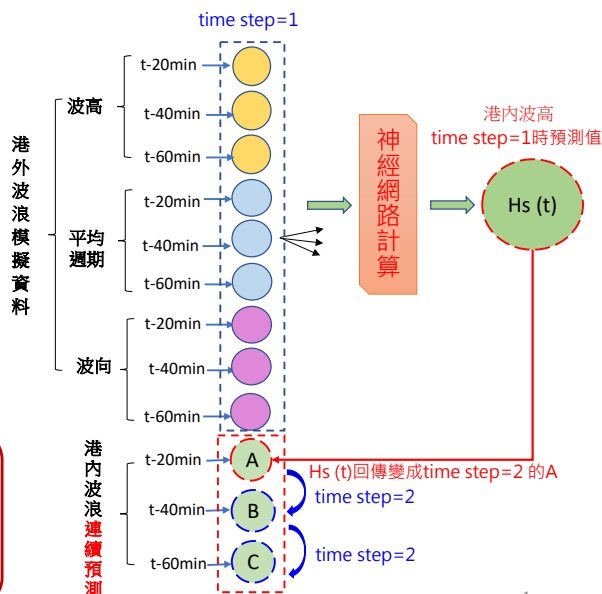 time step=1
港外波浪模擬資料
波高
t-20min
t-40min
t-60min
平均
週期
t-20min
t-40min
t-60min
波向
t-20min
t-40min
t-60min
神經網路計算
港內波高
time step=1時預測值
Hs (t)
港內波浪連續預測
t-20min
A
Hs (t)回傳變成time step=2 的A
time step=2
t-40min
B
time step=2
t-60min
C